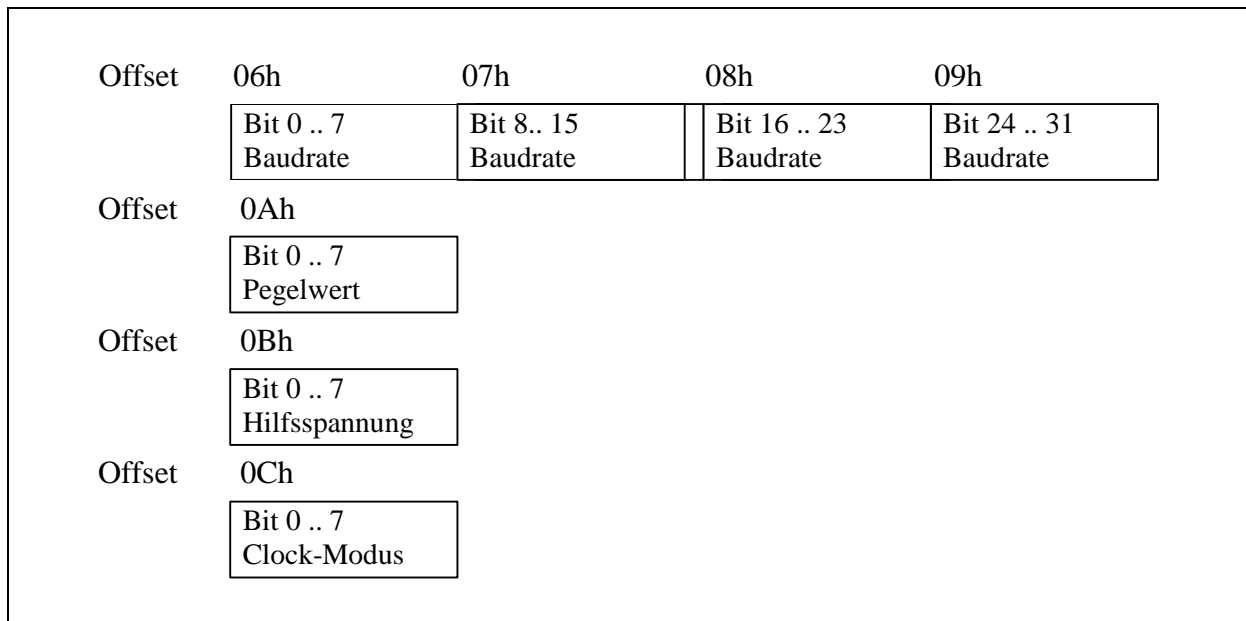 Offset 06h 07h 08h 09h
Bit 0 .. 7 Bit 8.. 15 Bit 16 .. 23 Bit 24 .. 31
Baudrate Baudrate Baudrate Baudrate
Offset 0Ah
Bit 0 .. 7
Pegelwert
Offset 0Bh
Bit 0 .. 7
Hilfsspannung
Offset 0Ch
Bit 0 .. 7
Clock-Modus